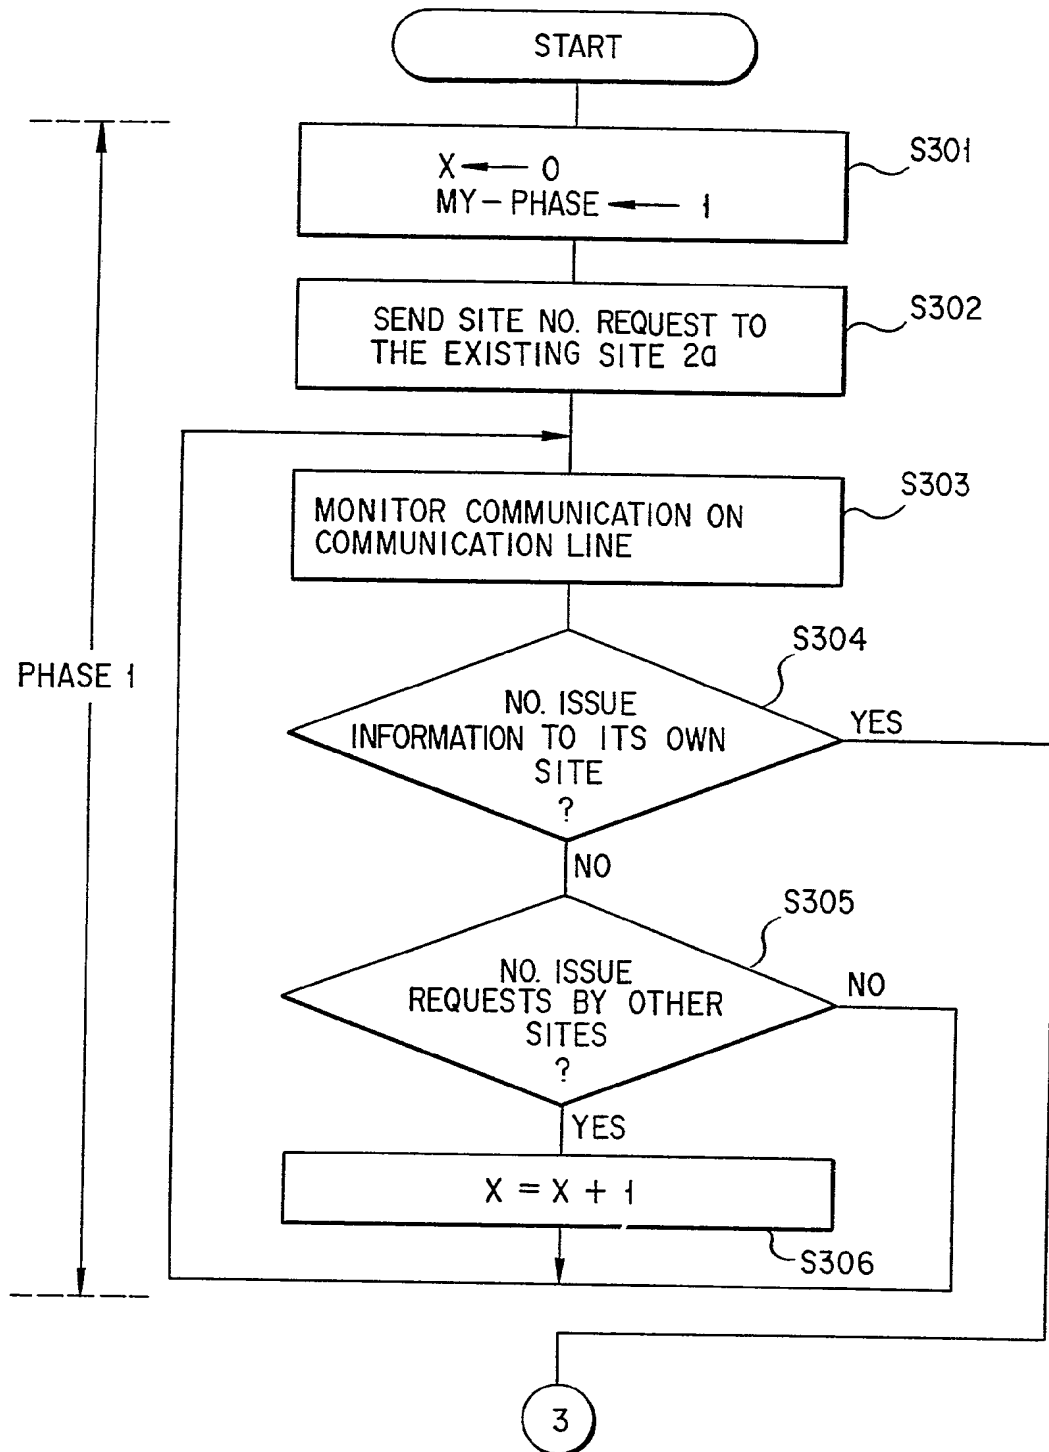 START
X ← 0
MY-PHASE ← 1
S301
SEND SITE NO. REQUEST TO
THE EXISTING SITE 2a
S302
MONITOR COMMUNICATION ON
COMMUNICATION LINE
S303
PHASE 1
NO. ISSUE
INFORMATION TO ITS OWN
SITE
?
S304
YES
NO
NO. ISSUE
REQUESTS BY OTHER
SITES
?
S305
NO
YES
X = X + 1
S306
3